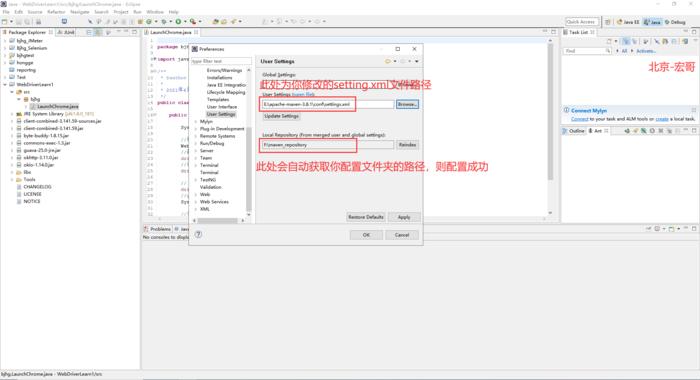 Java - WebDriverLearn1/src/bjhg/LaunchChrome.java - Eclipse
File Edit Source Refactor Navigate Search Project Run Window Help
Quick Access
Java EE
Java
Debug
Package Explorer
JUnit
bjhg_JMeter
bjhg_Selenium
bjhgtest
hongge
reporting
Test
WebDriverLearn1
src
bjhg
LaunchChrome.java
JRE System Library
client-combined-3.141.59-sources.jar
client-combined-3.141.59.jar
byte-buddy-1.8.15.jar
commons-exec-1.3.jar
guava-25.0-jre.jar
okhttp-3.11.0.jar
okio-1.14.0.jar
libs
Tools
CHANGELOG
LICENSE
NOTICE
LaunchChrome.java
Preferences
type filter text
Errors/Warnings
Installations
Java EE Integration
Lifecycle Mapping
Templates
User Interface
User Settings
Mylyn
Plug-in Development
Remote Systems
Run/Debug
Server
Team
Terminal
Terminal
TestNG
Validation
Web
Web Services
XML
User Settings
Global Settings:
此处为你修改的setting.xml文件路径
User Settings (open file):
E:\apache-maven-3.8.1\conf\settings.xml
Browse...
Update Settings
Local Repository (From merged user and global settings):
F:\maven_repository
Reindex
此处会自动获取你配置文件夹的路径，则配置成功
Restore Defaults
Apply
OK
Cancel
Task List
北京-宏哥
Find
All
Activate...
Connect Mylyn
Connect to your task and ALM tools or create a local task.
Outline
Ant
Problems
No consoles to displ
bjhg.LaunchChrome.java - WebDriverLearn1/src